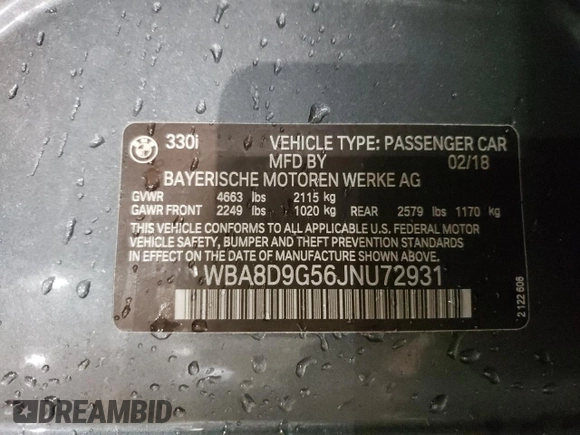 330i VEHICLE TYPE: PASSENGER CAR
MFD BY 02/18
BAYERISCHE MOTOREN WERKE AG
GVWR 4663 lbs 2115 kg
GAWR FRONT 2249 lbs 1020 kg REAR 2579 lbs 1170 kg
THIS VEHICLE CONFORMS TO ALL APPLICABLE U.S. FEDERAL MOTOR
VEHICLE SAFETY, BUMPER AND THEFT PREVENTION STANDARDS
IN EFFECT ON THE DATE OF MANUFACTURE SHOWN ABOVE.
WBA8D9G56JNU72931
2 122 606
DREAMBID